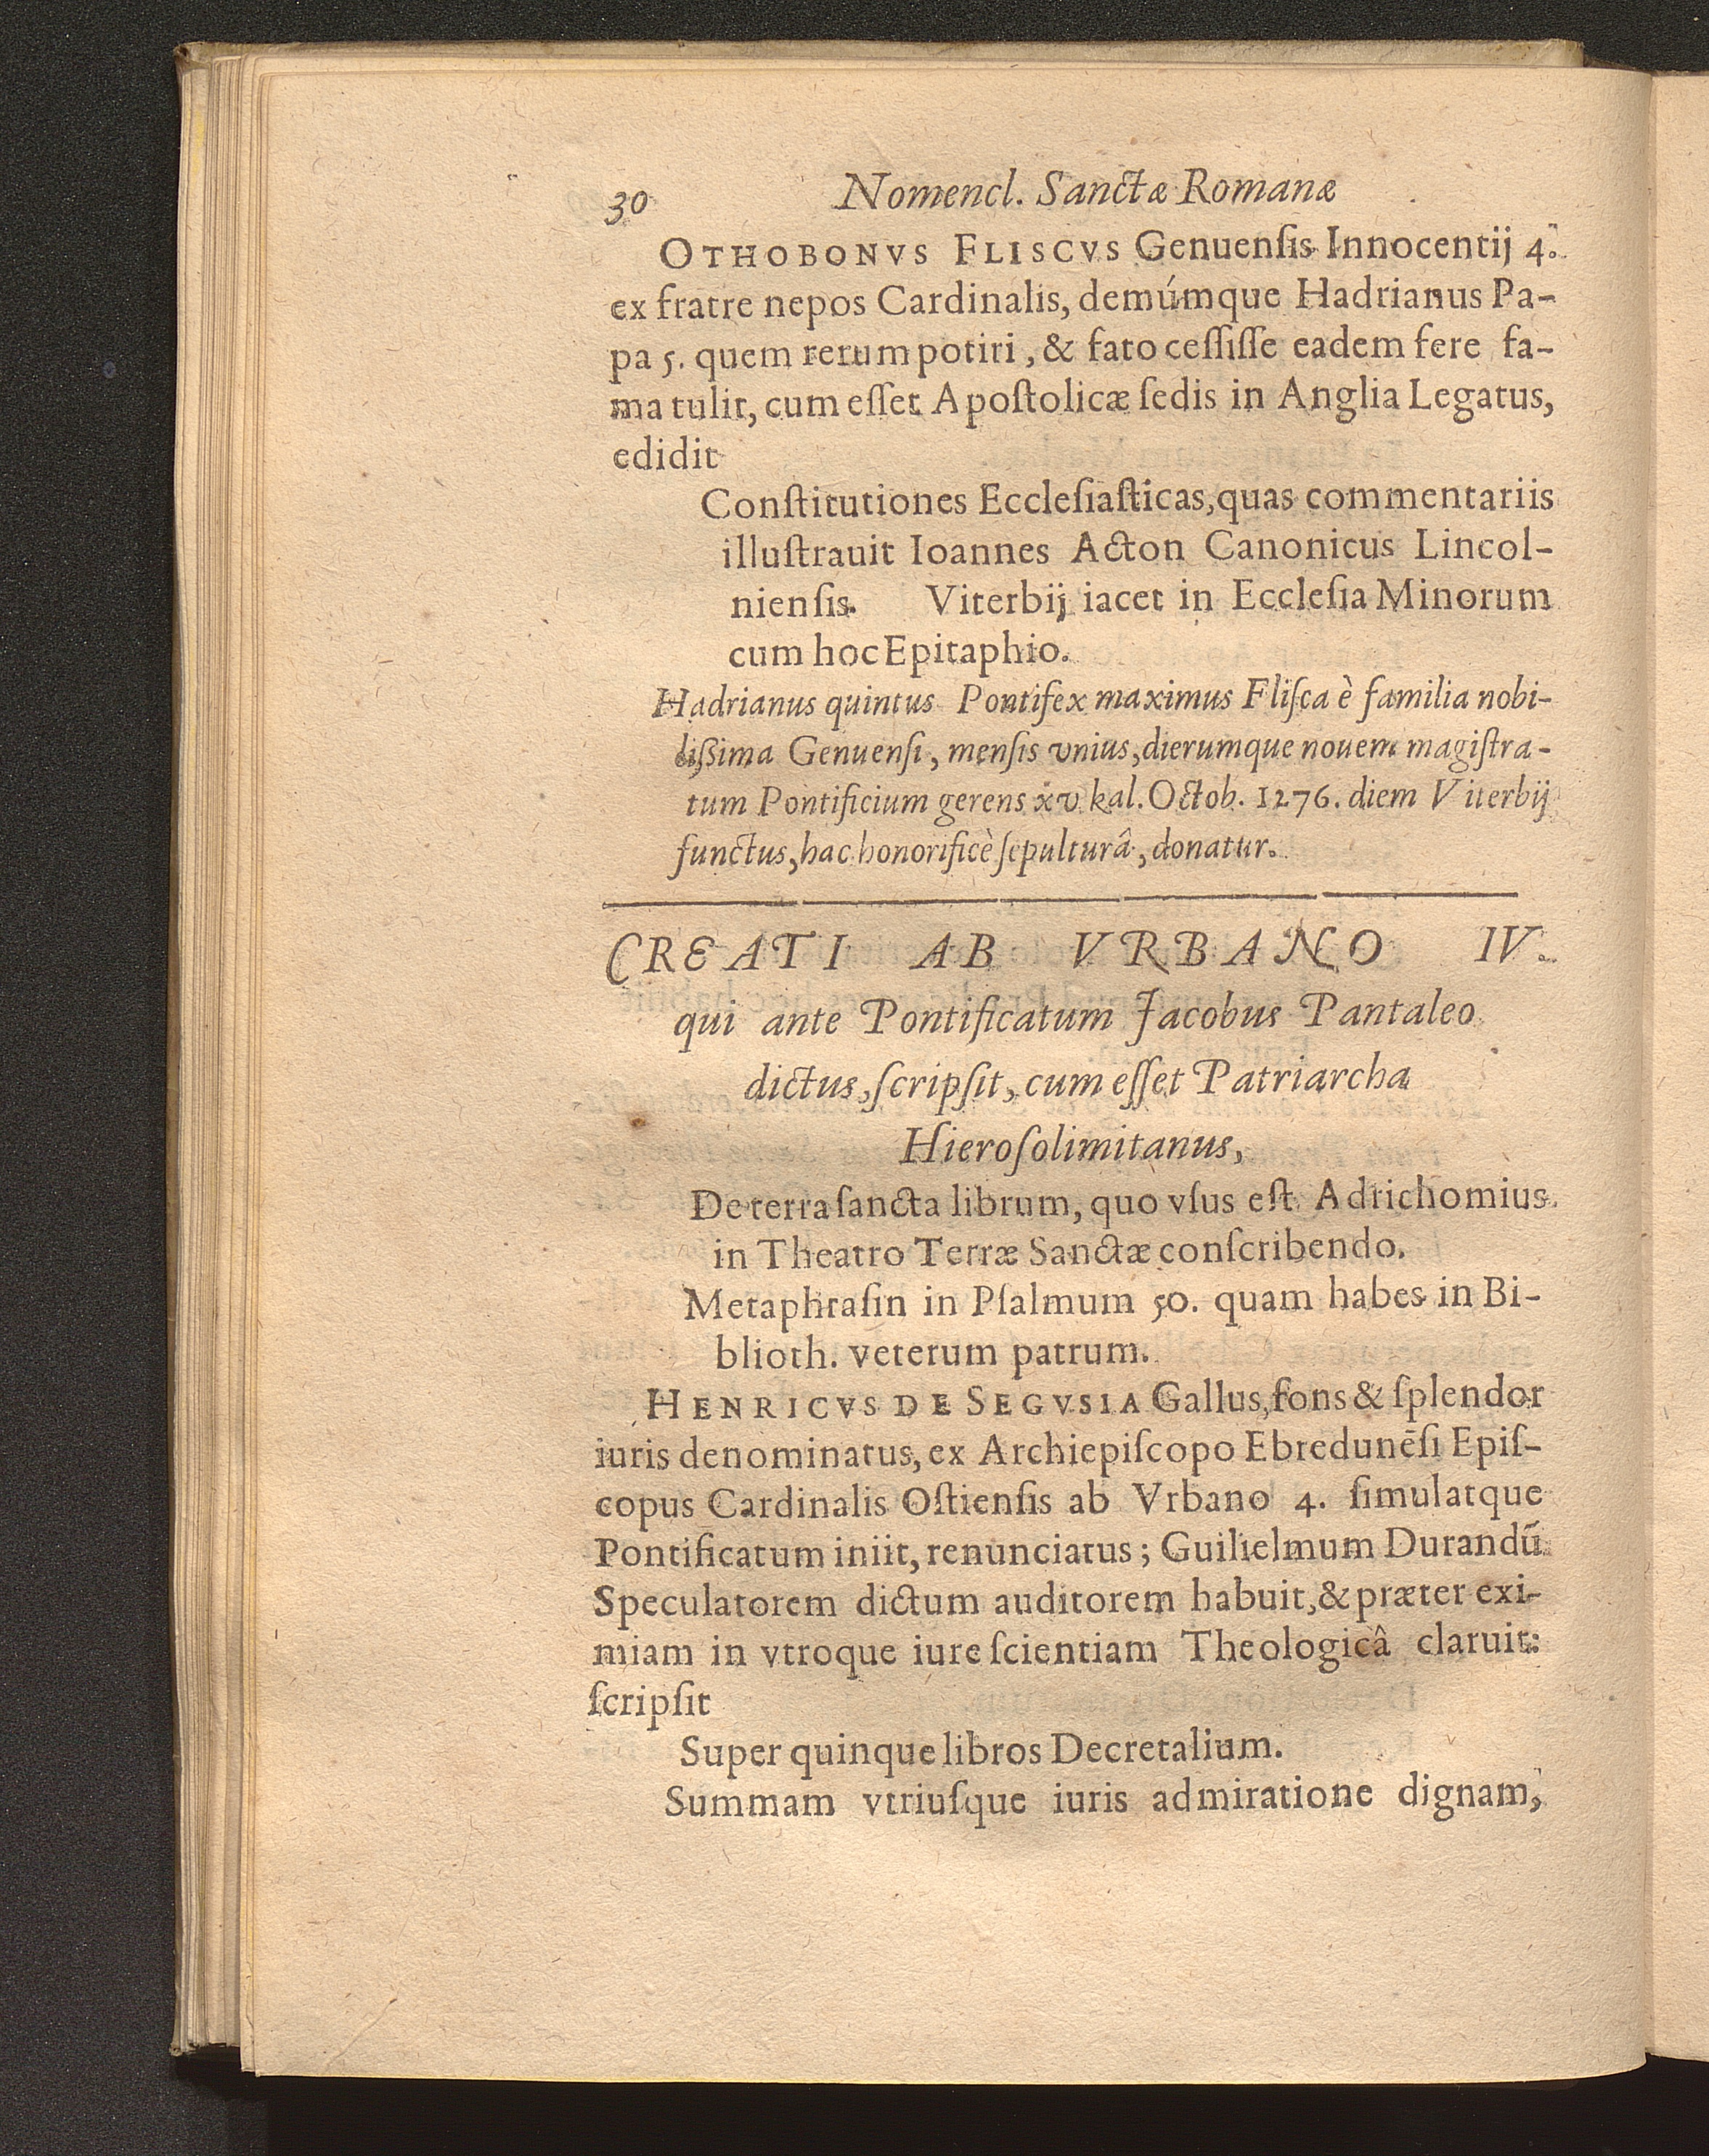 30 Nomencl. Sanctæ Romanæ
OTHOBONVS FLISCVS Genuenſis Innocentij 4.
ex fratre nepos Cardinalis, demúmque Hadrianus Pa-
pa 5. quem rerum potiri, & fato ceſſiſſe eadem fere fa-
ma tulit, cum eſſet Apoſtolicæ ſedis in Anglia Legatus,
edidit
Conſtitutiones Eccleſiaſticas, quas commentariis
illuſtrauit Ioannes Acton Canonicus Lincol-
nienſis. Viterbij iacet in Eccleſia Minorum
cum hoc Epitaphio.
Hadrianus quintus Pontifex maximus Fliſca è familia nobi-
lißima Genuenſi, menſis vnius, dierumque nouem magiſtra-
tum Pontificium gerens xv kal. Octob. 1276. diem Viterbij
functus, hac honorificè ſepulturâ, donatur.
CREATI AB VRBANO IV.
qui ante Pontificatum Jacobus Pantaleo
dictus, ſcripſit, cum eſſet Patriarcha
Hieroſolimitanus,
De terra ſancta librum, quo vſus eſt Adrichomius
in Theatro Terræ Sanctæ conſcribendo.
Metaphraſin in Pſalmum 50. quam habes in Bi-
blioth. veterum patrum.
HENRICVS DE SEGVSIA Gallus, fons & ſplendor
iuris denominatus, ex Archiepiſcopo Ebredunēſi Epiſ-
copus Cardinalis Oſtienſis ab Vrbano 4. ſimulatque
Pontificatum iniit, renunciatus; Guilielmum Durandū
Speculatorem dictum auditorem habuit, & præter exi-
miam in vtroque iure ſcientiam Theologicâ claruit:
ſcripſit
Super quinque libros Decretalium.
Summam vtriuſque iuris admiratione dignam,